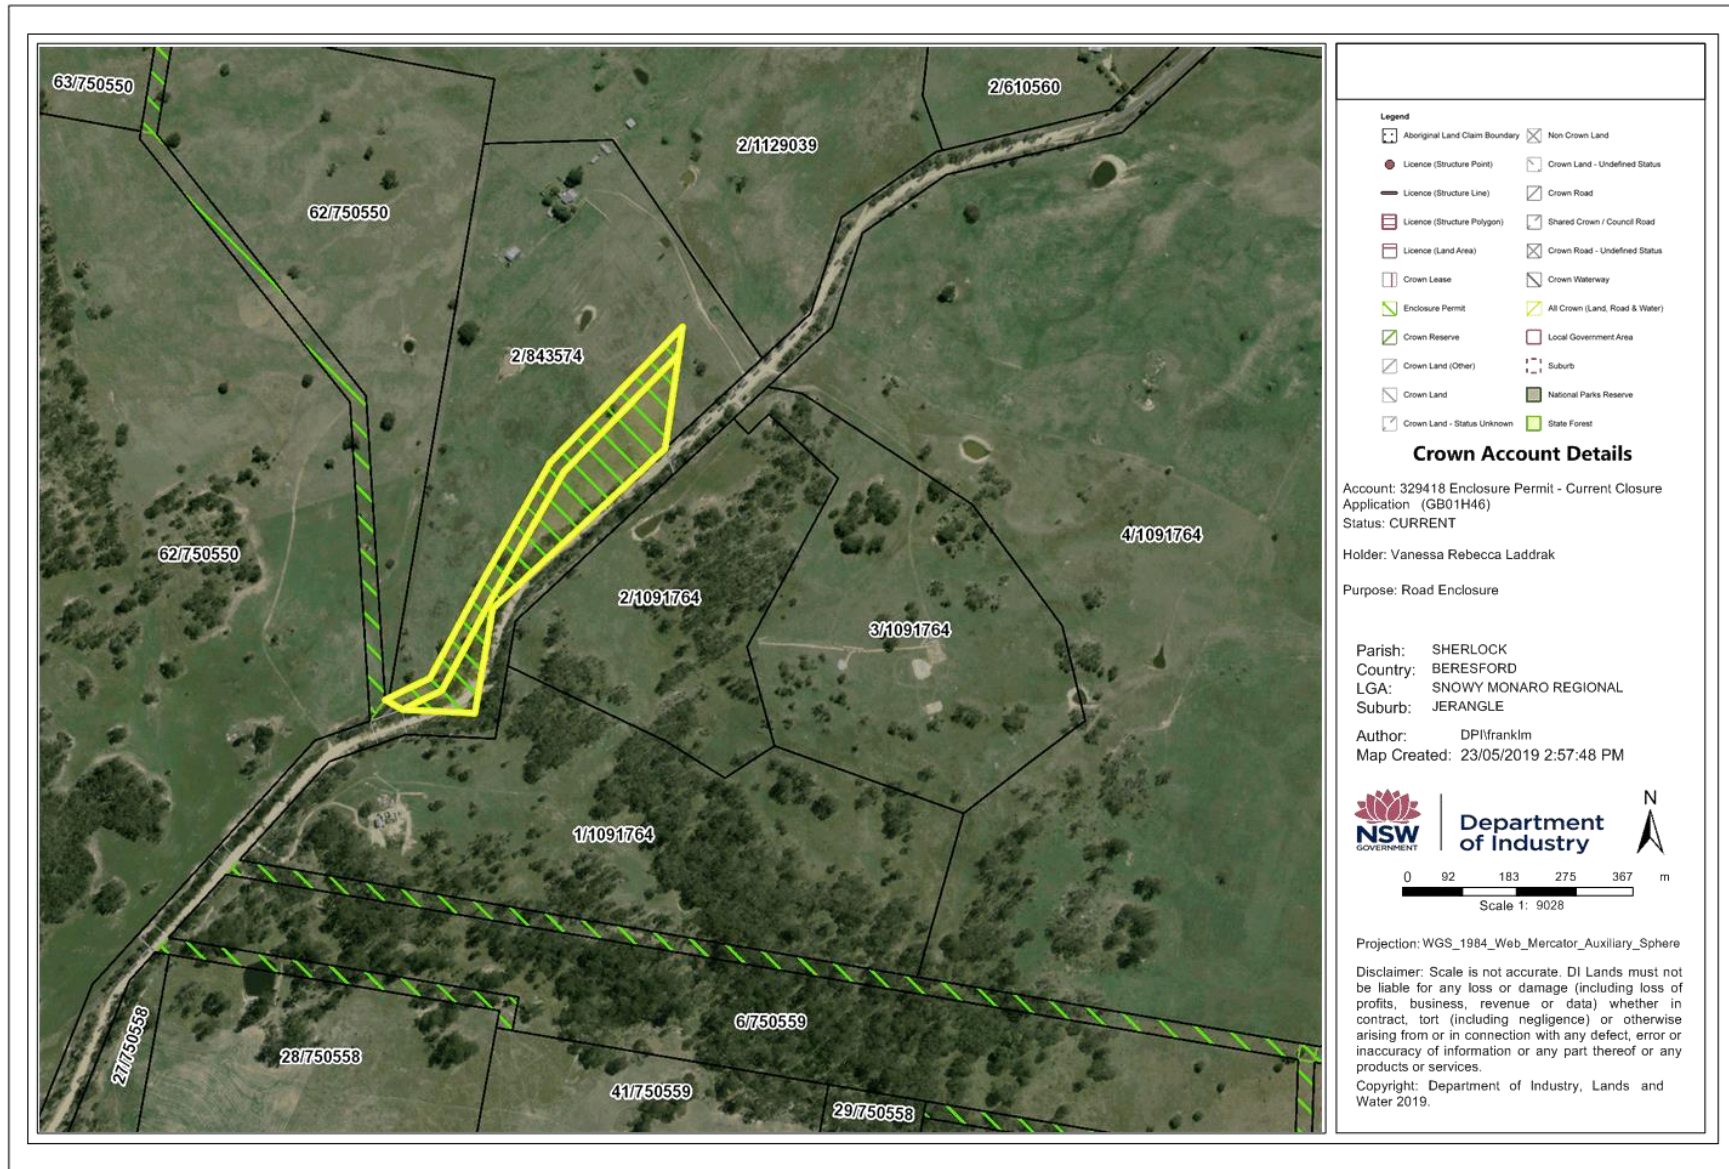 63/750550
2/610560
2/1129039
62/750550
2/843574
4/1091764
62/750550
2/1091764
3/1091764
1/1091764
6/750559
27/750558
28/750558
41/750559
29/750558
Legend
Aboriginal Land Claim Boundary
Non Crown Land
Licence (Structure Point)
Crown Land - Undefined Status
Licence (Structure Line)
Crown Road
Licence (Structure Polygon)
Shared Crown / Council Road
Licence (Land Area)
Crown Road - Undefined Status
Crown Lease
Crown Waterway
Enclosure Permit
All Crown (Land, Road & Water)
Crown Reserve
Local Government Area
Crown Land (Other)
Suburb
Crown Land
National Parks Reserve
Crown Land - Status Unknown
State Forest
Crown Account Details
Account: 329418 Enclosure Permit - Current Closure
Application (GB01H46)
Status: CURRENT
Holder: Vanessa Rebecca Laddrak
Purpose: Road Enclosure
Parish: SHERLOCK
Country: BERESFORD
LGA: SNOWY MONARO REGIONAL
Suburb: JERANGLE
Author: DPI\franklm
Map Created: 23/05/2019 2:57:48 PM
NSW
GOVERNMENT
Department
of Industry
N
0 92 183 275 367 m
Scale 1: 9028
Projection: WGS_1984_Web_Mercator_Auxiliary_Sphere
Disclaimer: Scale is not accurate. DI Lands must not
be liable for any loss or damage (including loss of
profits, business, revenue or data) whether in
contract, tort (including negligence) or otherwise
arising from or in connection with any defect, error or
inaccuracy of information or any part thereof or any
products or services.
Copyright: Department of Industry, Lands and
Water 2019.